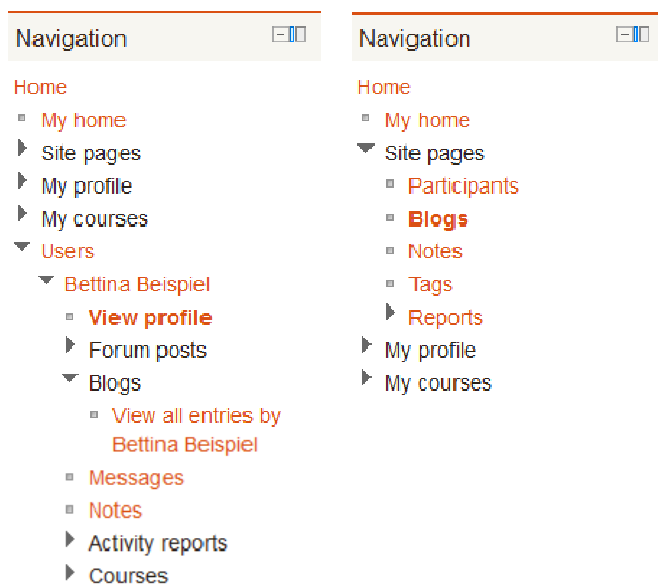 Navigation
Home
My home
Site pages
My profile
My courses
Users
Bettina Beispiel
View profile
Forum posts
Blogs
View all entries by
Bettina Beispiel
Messages
Notes
Activity reports
Courses
Navigation
Home
My home
Site pages
Participants
Blogs
Notes
Tags
Reports
My profile
My courses